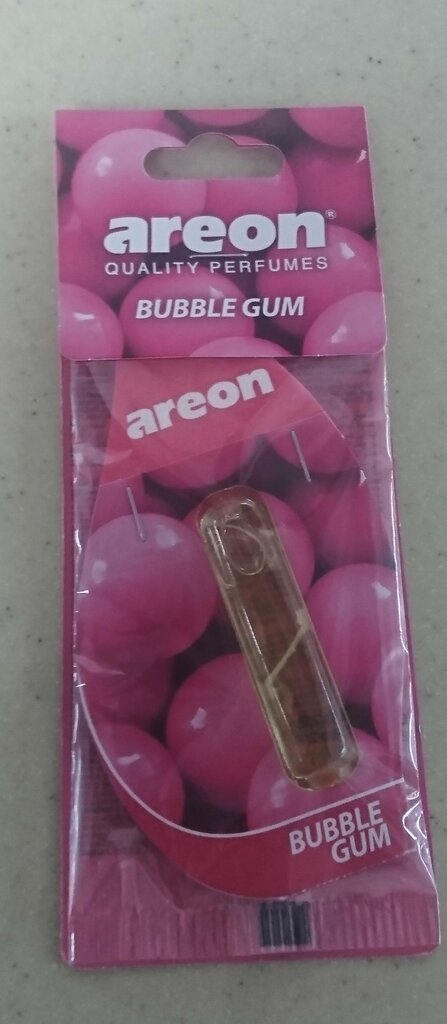 areon®
QUALITY PERFUMES
BUBBLE GUM
areon
BUBBLE
GUM